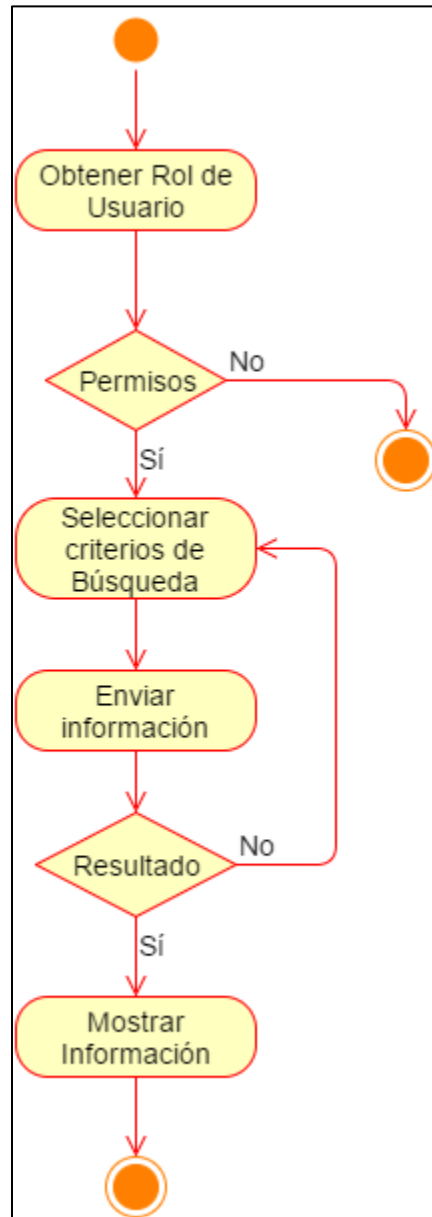 Obtener Rol de
Usuario
Permisos
No
Sí
Seleccionar
criterios de
Búsqueda
Enviar
información
Resultado
No
Sí
Mostrar
Información